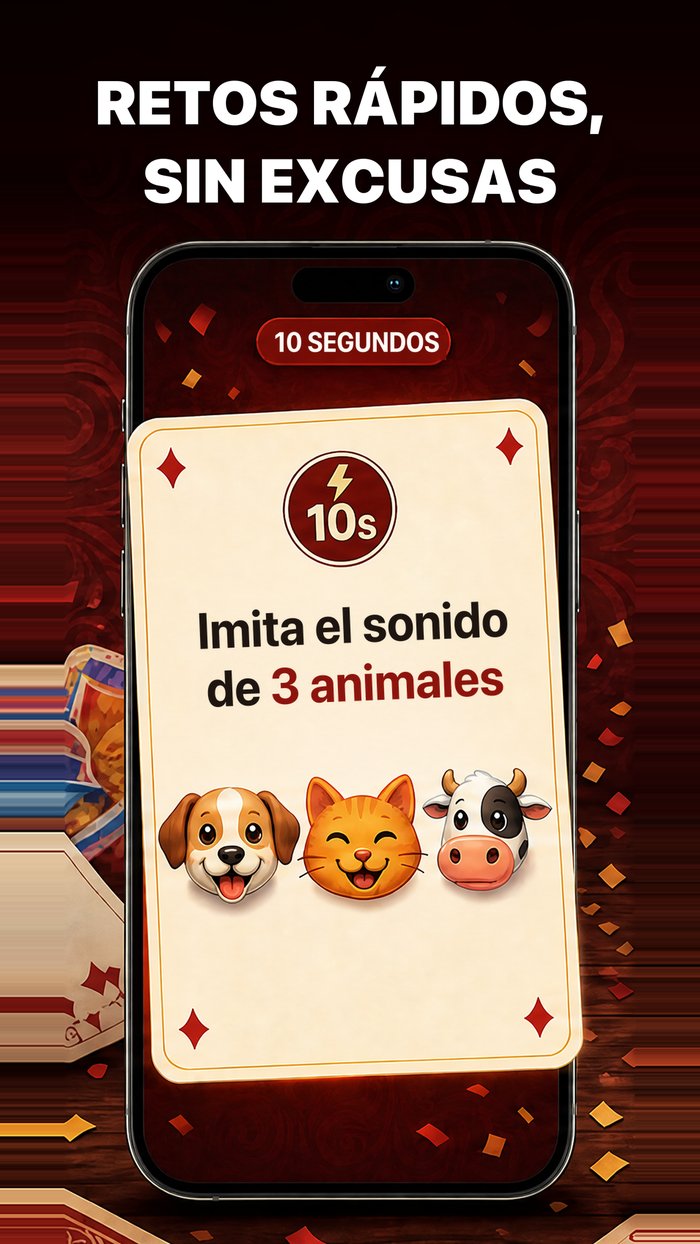 RETOS RÁPIDOS,
SIN EXCUSAS
10 SEGUNDOS
10s
Imita el sonido
de 3 animales